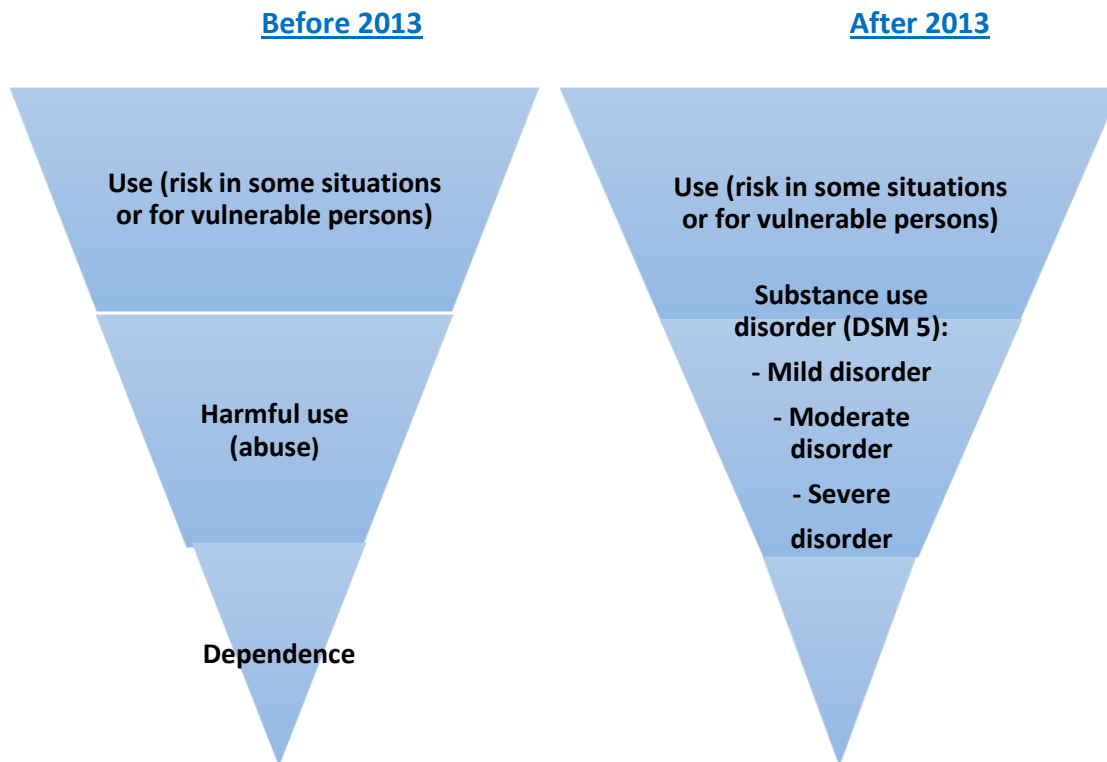 Before 2013
After 2013
Use (risk in some situations
or for vulnerable persons)
Harmful use
(abuse)
Dependence
Use (risk in some situations
or for vulnerable persons)
Substance use
disorder (DSM 5):
- Mild disorder
- Moderate
disorder
- Severe
disorder